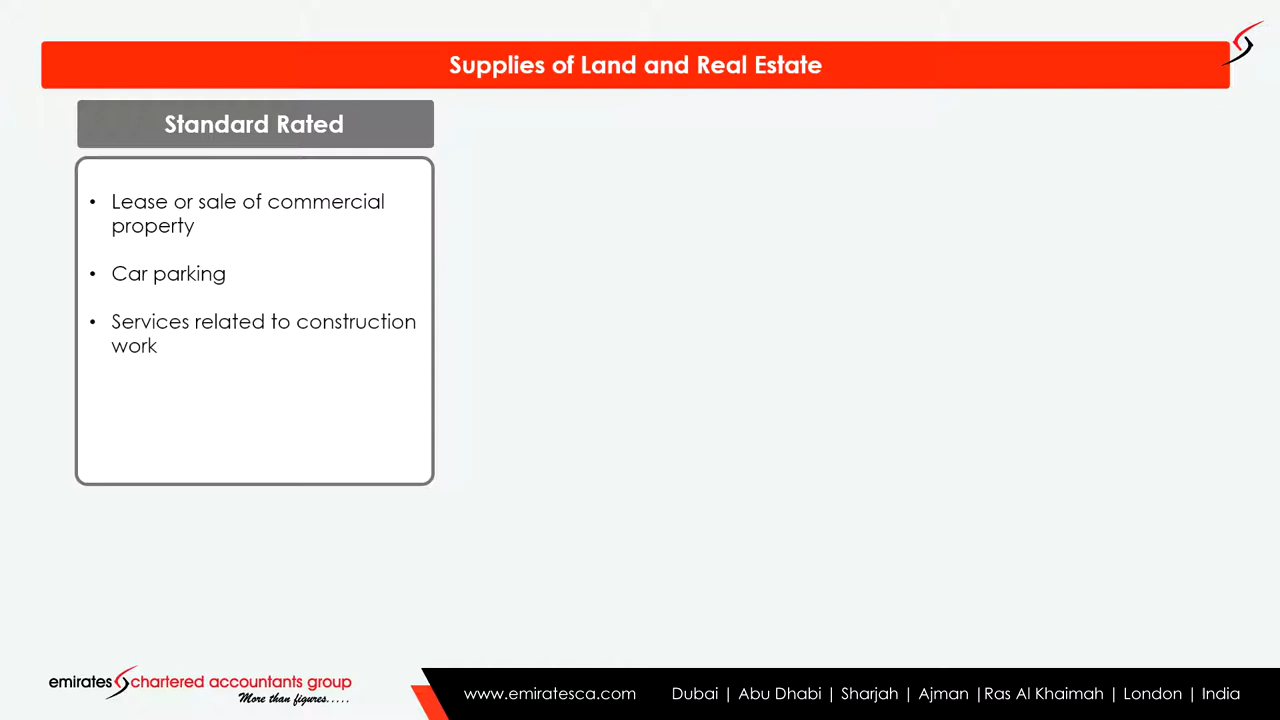 Supplies of Land and Real Estate
Standard Rated
• Lease or sale of commercial
property
• Car parking
• Services related to construction
work
emirates chartered accountants group
More than figures.....
www.emiratesca.com Dubai | Abu Dhabi | Sharjah | Ajman |Ras Al Khaimah | London | India